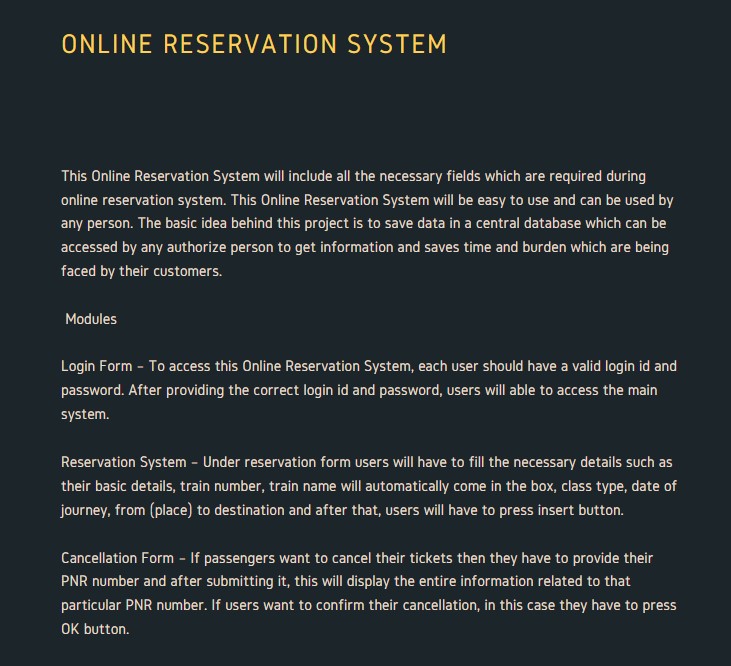 ONLINE RESERVATION SYSTEM
This Online Reservation System will include all the necessary fields which are required during
online reservation system. This Online Reservation System will be easy to use and can be used by
any person. The basic idea behind this project is to save data in a central database which can be
accessed by any authorize person to get information and saves time and burden which are being
faced by their customers.
Modules
Login Form – To access this Online Reservation System, each user should have a valid login id and
password. After providing the correct login id and password, users will able to access the main
system.
Reservation System – Under reservation form users will have to fill the necessary details such as
their basic details, train number, train name will automatically come in the box, class type, date of
journey, from (place) to destination and after that, users will have to press insert button.
Cancellation Form – If passengers want to cancel their tickets then they have to provide their
PNR number and after submitting it, this will display the entire information related to that
particular PNR number. If users want to confirm their cancellation, in this case they have to press
OK button.